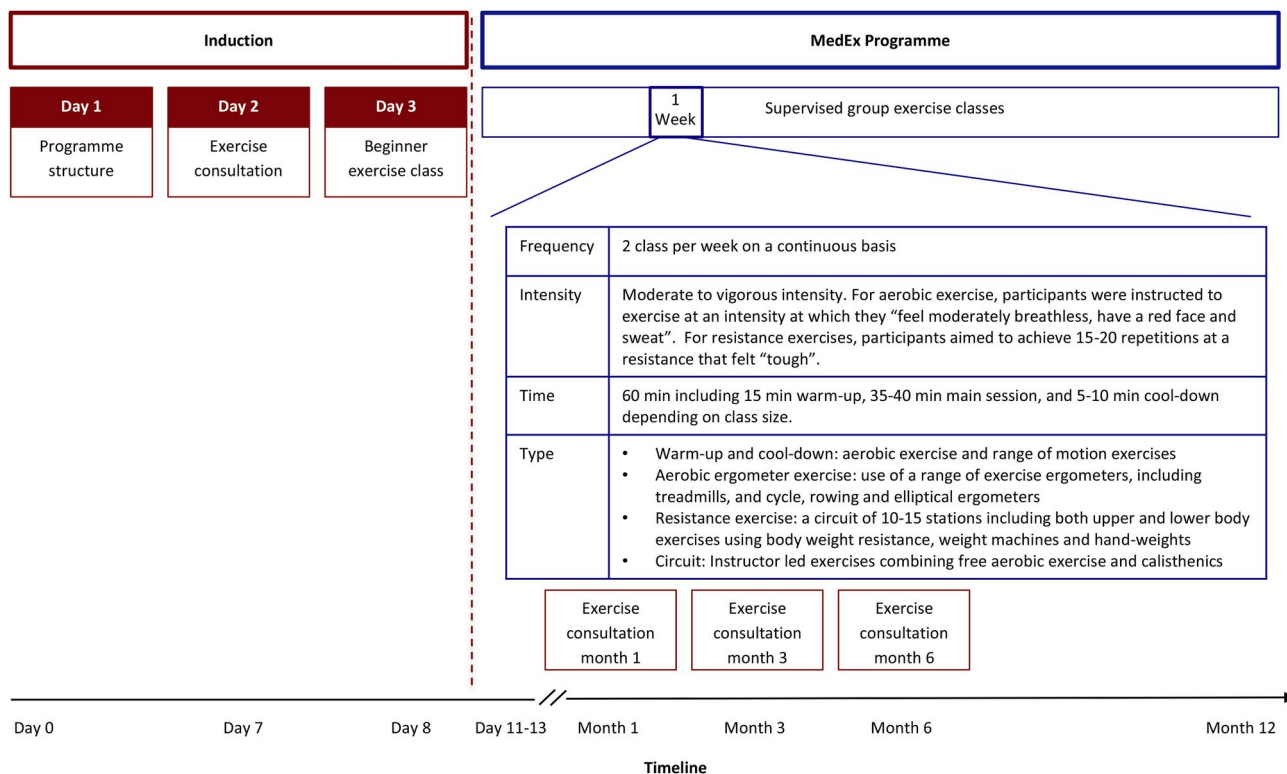 Induction
MedEx Programme
Day 1
Programme
structure
Day 2
Exercise
consultation
Day 3
Beginner
exercise class
1
Week
Supervised group exercise classes
Frequency
2 class per week on a continuous basis
Intensity
Moderate to vigorous intensity. For aerobic exercise, participants were instructed to
exercise at an intensity at which they “feel moderately breathless, have a red face and
sweat”.  For resistance exercises, participants aimed to achieve 15-20 repetitions at a
resistance that felt “tough”.
Time
60 min including 15 min warm-up, 35-40 min main session, and 5-10 min cool-down
depending on class size.
Type
• Warm-up and cool-down: aerobic exercise and range of motion exercises
• Aerobic ergometer exercise: use of a range of exercise ergometers, including
treadmills, and cycle, rowing and elliptical ergometers
• Resistance exercise: a circuit of 10-15 stations including both upper and lower body
exercises using body weight resistance, weight machines and hand-weights
• Circuit: Instructor led exercises combining free aerobic exercise and calisthenics
Exercise
consultation
month 1
Exercise
consultation
month 3
Exercise
consultation
month 6
Day 0
Day 7
Day 8
Day 11-13
Month 1
Month 3
Month 6
Month 12
Timeline